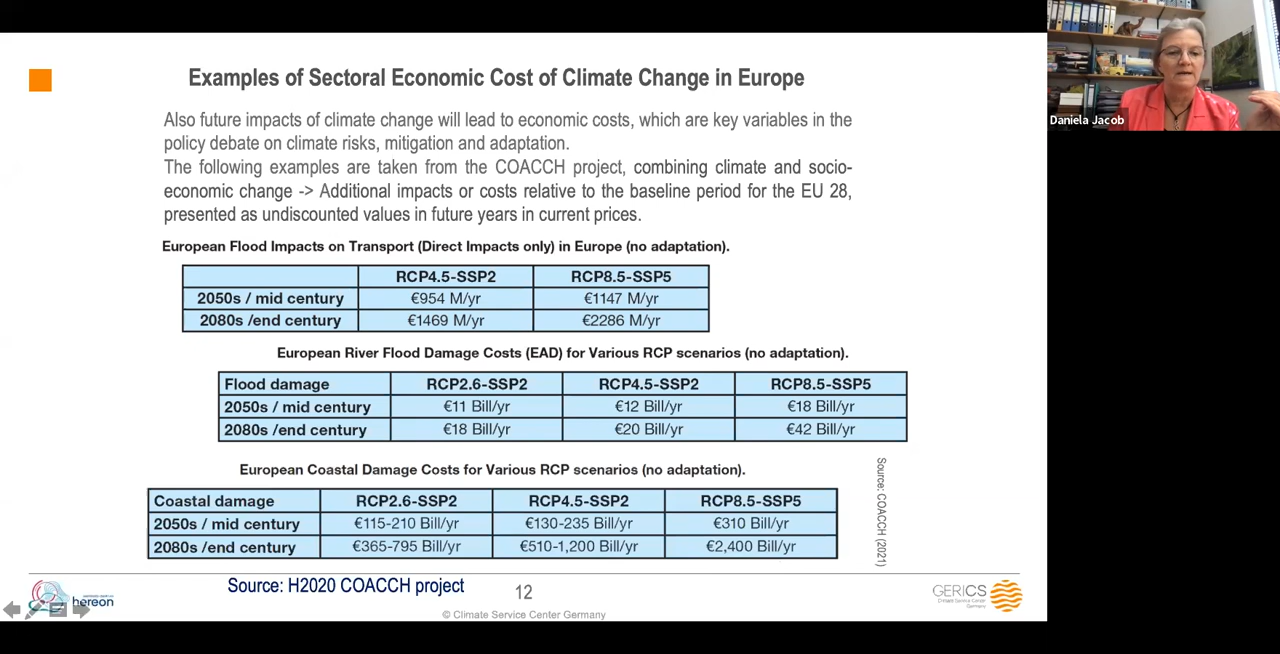 Examples of Sectoral Economic Cost of Climate Change in Europe
Daniela Jacob
Also future impacts of climate change will lead to economic costs, which are key variables in the
policy debate on climate risks, mitigation and adaptation.
The following examples are taken from the COACCH project, combining climate and socio-
economic change -> Additional impacts or costs relative to the baseline period for the EU 28,
presented as undiscounted values in future years in current prices.
European Flood Impacts on Transport (Direct Impacts only) in Europe (no adaptation).
RCP4.5-SSP2 RCP8.5-SSP5
2050s / mid century €954 M/yr €1147 M/yr
2080s /end century €1469 M/yr €2286 M/yr
European River Flood Damage Costs (EAD) for Various RCP scenarios (no adaptation).
Flood damage RCP2.6-SSP2 RCP4.5-SSP2 RCP8.5-SSP5
2050s / mid century €11 Bill/yr €12 Bill/yr €18 Bill/yr
2080s /end century €18 Bill/yr €20 Bill/yr €42 Bill/yr
European Coastal Damage Costs for Various RCP scenarios (no adaptation).
Coastal damage RCP2.6-SSP2 RCP4.5-SSP2 RCP8.5-SSP5
2050s / mid century €115-210 Bill/yr €130-235 Bill/yr €310 Bill/yr
2080s /end century €365-795 Bill/yr €510-1,200 Bill/yr €2,400 Bill/yr
Source: COACCH (2021)
Source: H2020 COACCH project
12
hereon
GERICS
Climate Service Center
Germany
© Climate Service Center Germany